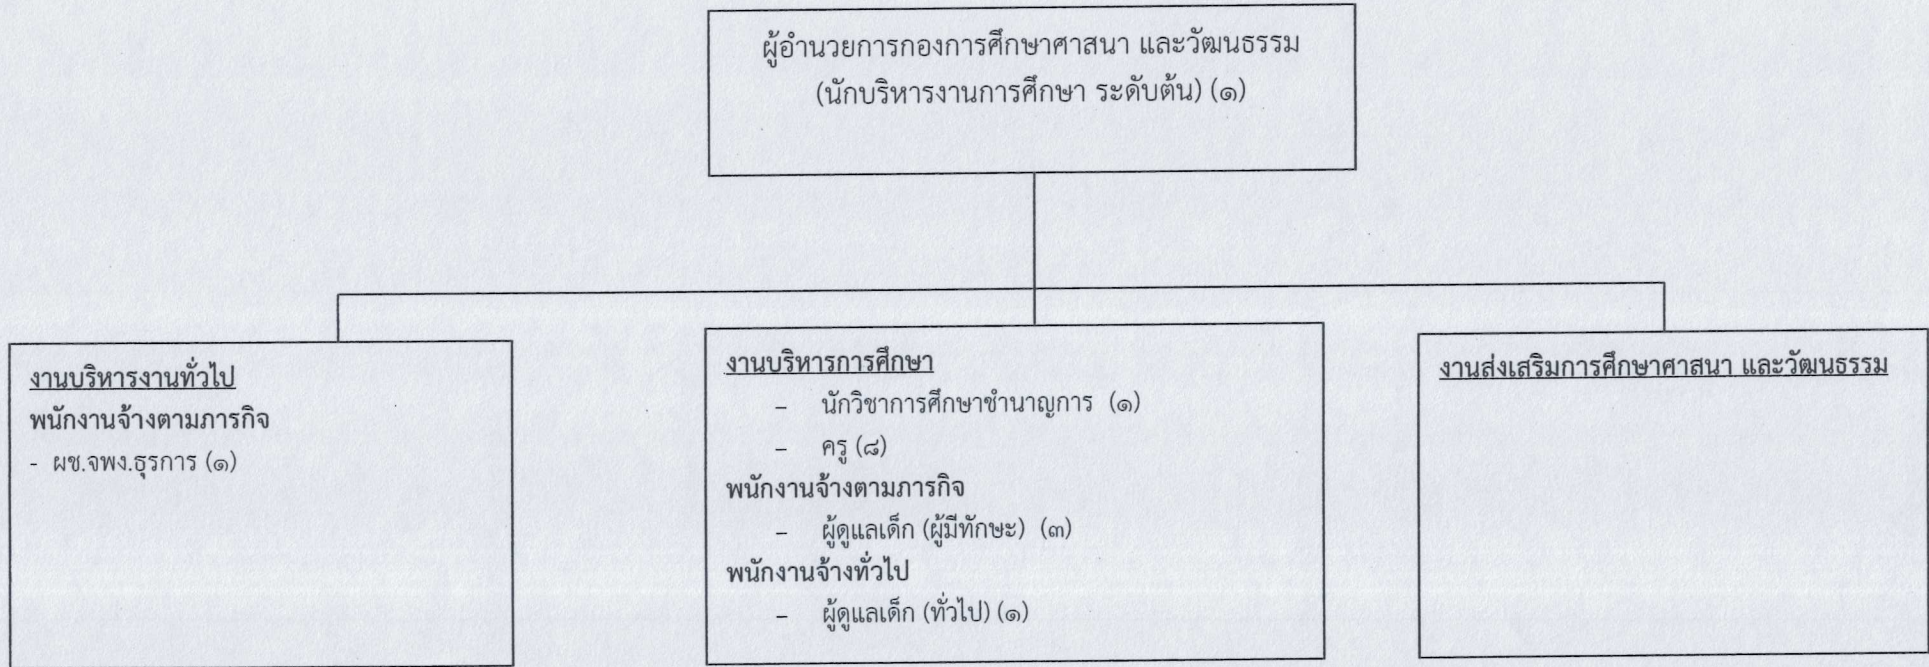 ผู้อำนวยการกองการศึกษาศาสนา และวัฒนธรรม
(นักบริหารงานการศึกษา ระดับต้น) (๑)
งานบริหารงานทั่วไป
พนักงานจ้างตามภารกิจ
- ผช.จพง.ธุรการ (๑)
งานบริหารการศึกษา
– นักวิชาการศึกษาชำนาญการ (๑)
– ครู (๘)
พนักงานจ้างตามภารกิจ
– ผู้ดูแลเด็ก (ผู้มีทักษะ) (๓)
พนักงานจ้างทั่วไป
– ผู้ดูแลเด็ก (ทั่วไป) (๑)
งานส่งเสริมการศึกษาศาสนา และวัฒนธรรม